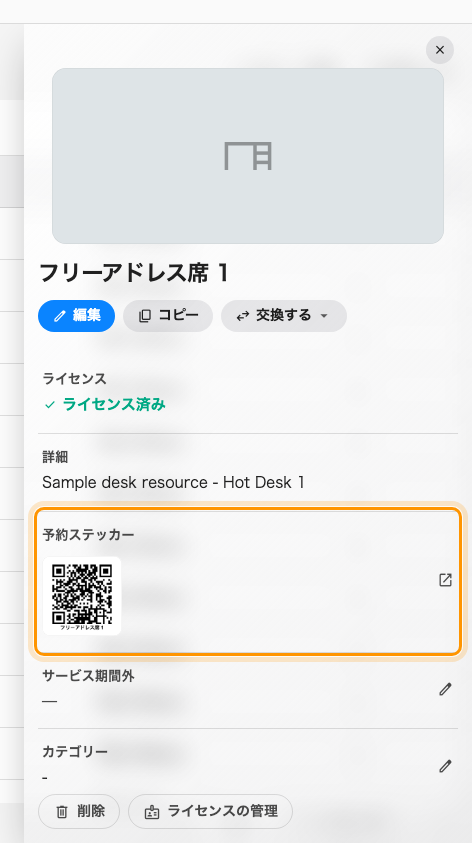 フリーアドレス席 1
編集
コピー
交換する
ライセンス
ライセンス済み
詳細
Sample desk resource - Hot Desk 1
予約ステッカー
フリーアドレス席 1
サービス期間外
—
カテゴリー
-
削除
ライセンスの管理